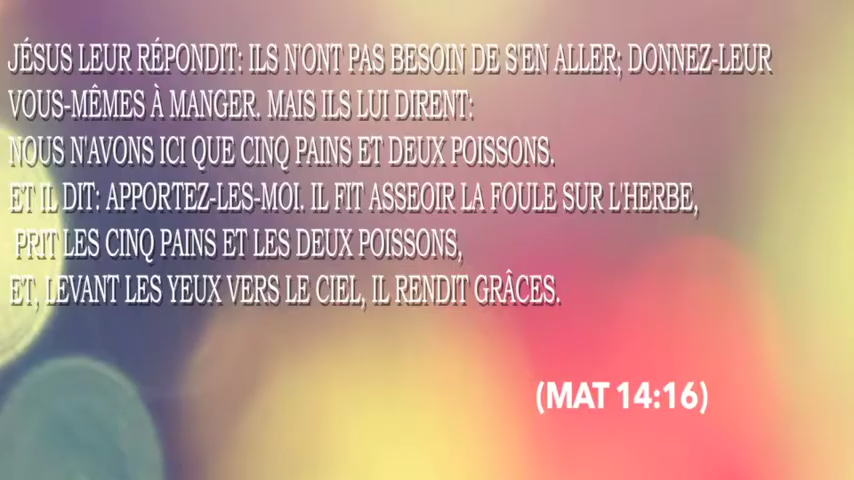 JÉSUS LEUR RÉPONDIT: ILS N'ONT PAS BESOIN DE S'EN ALLER; DONNEZ-LEUR
VOUS-MÊMES À MANGER. MAIS ILS LUI DIRENT:
NOUS N'AVONS ICI QUE CINQ PAINS ET DEUX POISSONS.
ET IL DIT: APPORTEZ-LES-MOI. IL FIT ASSEOIR LA FOULE SUR L'HERBE,
PRIT LES CINQ PAINS ET LES DEUX POISSONS,
ET, LEVANT LES YEUX VERS LE CIEL, IL RENDIT GRÂCES.
(MAT 14:16)